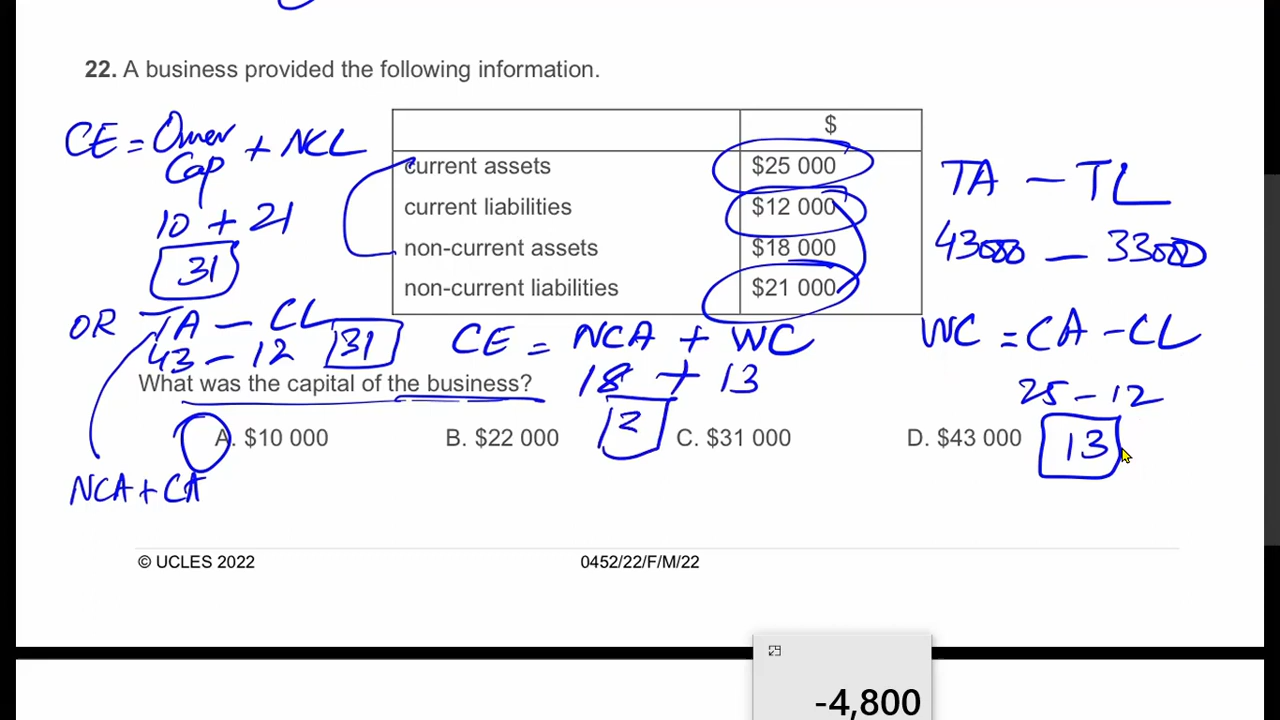 22. A business provided the following information.
CE = Owner Cap + NCL
10 + 21
31
OR TA - CL
43 - 12 31
NCA + CA
$
current assets $25 000
current liabilities $12 000
non-current assets $18 000
non-current liabilities $21 000
TA - TL
43000 - 33000
CE = NCA + WC
18 + 13
12
WC = CA - CL
25 - 12
13
What was the capital of the business?
A. $10 000 B. $22 000 C. $31 000 D. $43 000
© UCLES 2022 0452/22/F/M/22
-4,800